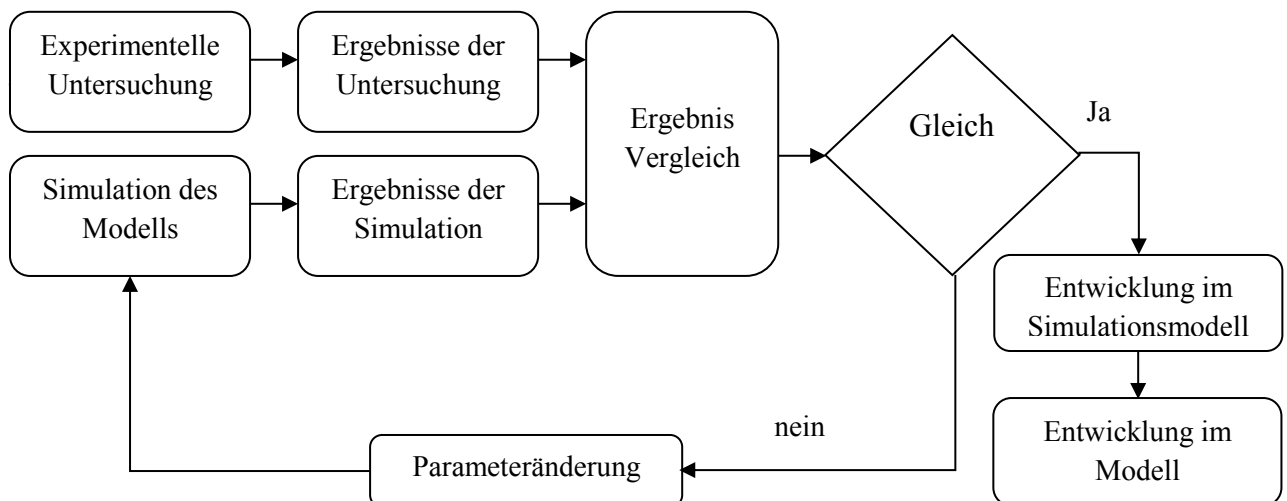 Experimentelle
Untersuchung
Ergebnisse der
Untersuchung
Ergebnis
Vergleich
Gleich
Ja
Simulation des
Modells
Ergebnisse der
Simulation
Entwicklung im
Simulationsmodell
nein
Parameteränderung
Entwicklung im
Modell